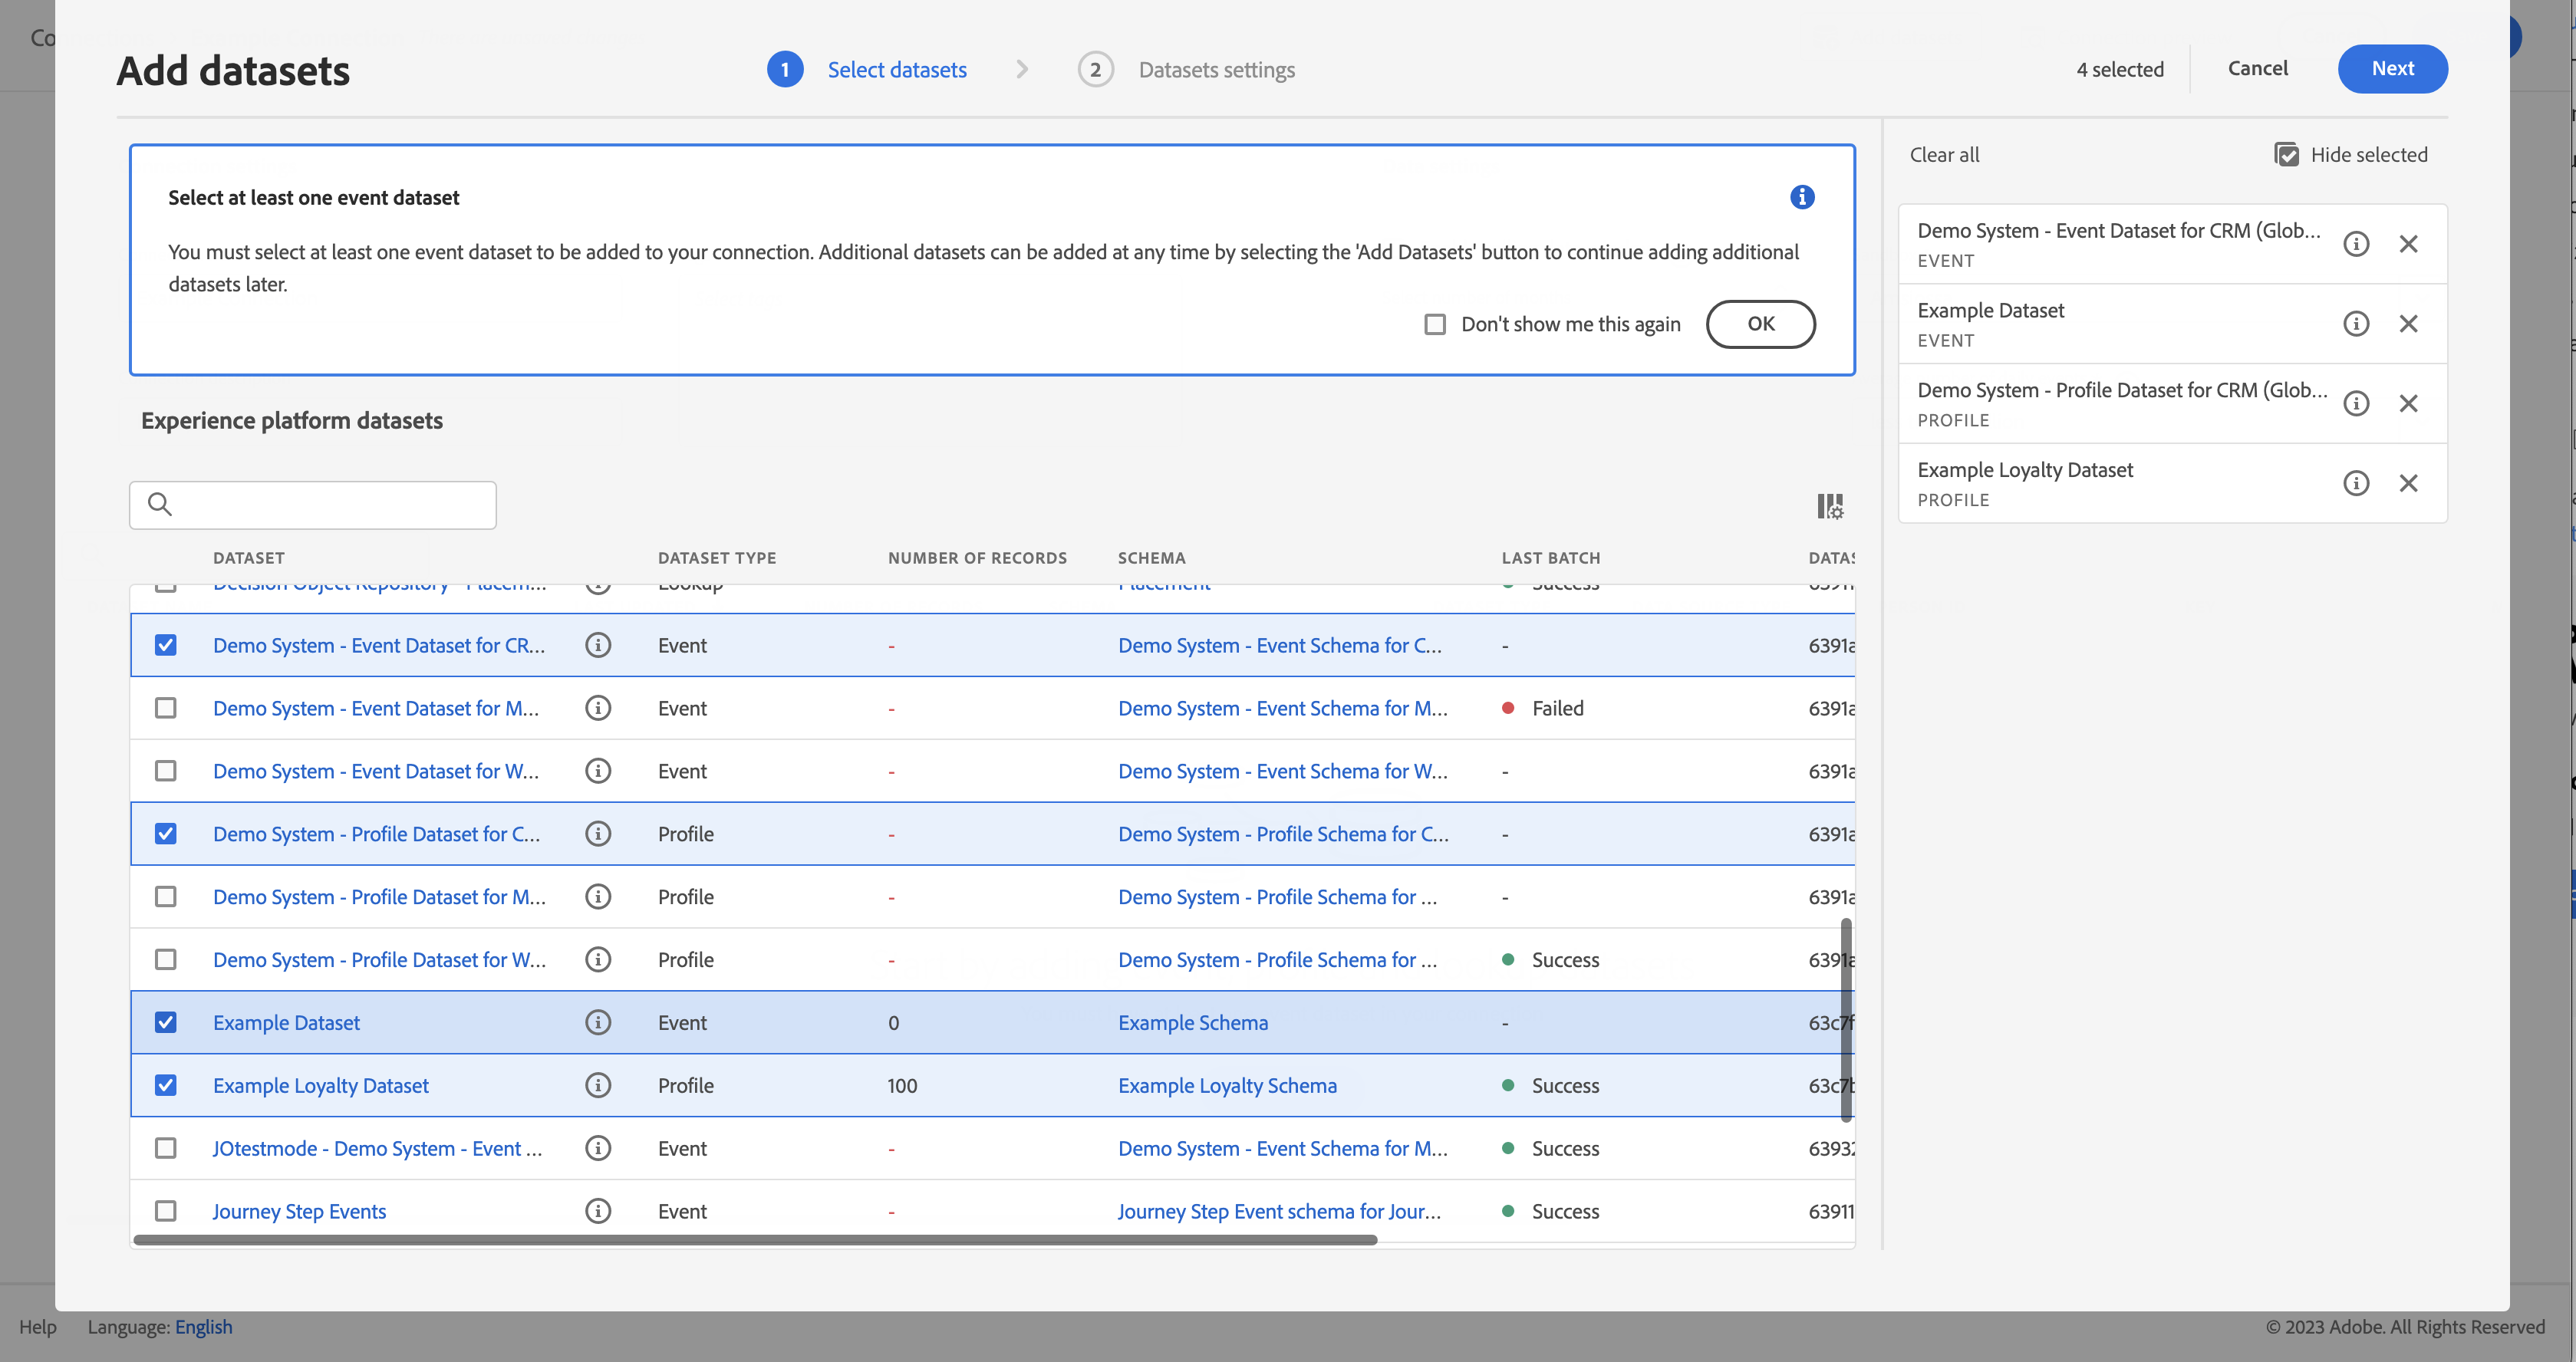 Co
Add datasets
1 Select datasets
2 Datasets settings
4 selected
Cancel
Next
Select at least one event dataset
You must select at least one event dataset to be added to your connection. Additional datasets can be added at any time by selecting the 'Add Datasets' button to continue adding additional
datasets later.
Don't show me this again
OK
Clear all
Hide selected
Demo System - Event Dataset for CRM (Glob...
EVENT
Example Dataset
EVENT
Demo System - Profile Dataset for CRM (Glob...
PROFILE
Example Loyalty Dataset
PROFILE
Experience platform datasets
DATASET DATASET TYPE NUMBER OF RECORDS SCHEMA LAST BATCH DATAS
Decision Object Repository - Placem... Lookup Placement Success
Demo System - Event Dataset for CR... Event - Demo System - Event Schema for C... - 6391a
Demo System - Event Dataset for M... Event - Demo System - Event Schema for M... Failed 6391a
Demo System - Event Dataset for W... Event - Demo System - Event Schema for W... - 6391a
Demo System - Profile Dataset for C... Profile - Demo System - Profile Schema for C... - 6391a
Demo System - Profile Dataset for M... Profile - Demo System - Profile Schema for ... - 6391a
Demo System - Profile Dataset for W... Profile - Demo System - Profile Schema for ... Success 6391a
Example Dataset Event 0 Example Schema - 63c7f
Example Loyalty Dataset Profile 100 Example Loyalty Schema Success 63c7b
JOtestmode - Demo System - Event ... Event - Demo System - Event Schema for M... Success 63932
Journey Step Events Event - Journey Step Event schema for Jour... Success 63911
Help
Language: English
© 2023 Adobe. All Rights Reserved